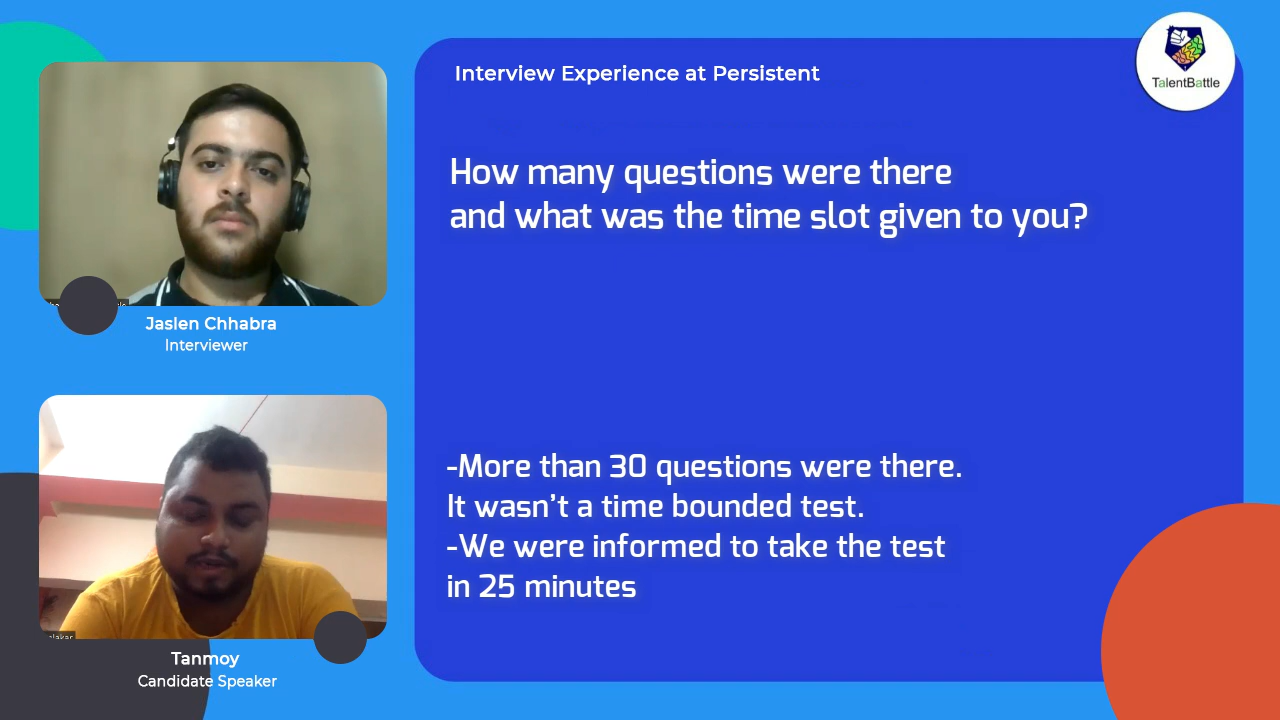 Interview Experience at Persistent
TalentBattle
How many questions were there
and what was the time slot given to you?
Jaslen Chhabra
Interviewer
-More than 30 questions were there.
It wasn't a time bounded test.
-We were informed to take the test
in 25 minutes
Tanmoy
Candidate Speaker